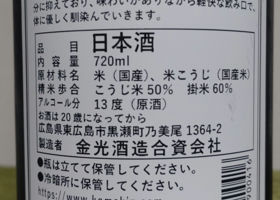 分に抑えており、味わいがありながら軽快な飲み口で、
体に優しく馴染んでいきます。
品目 日本酒
内容量 720ml
原材料名 米(国産)、米こうじ(国産米)
精米歩合 こうじ米 50% 掛米 60%
アルコール分 13度(原酒)
お酒は20歳になってから
広島県東広島市黒瀬町乃美尾 1364-2
製造者 金光酒造合資会社
●瓶は立てて保管してください。
●冷暗所に保管してください。